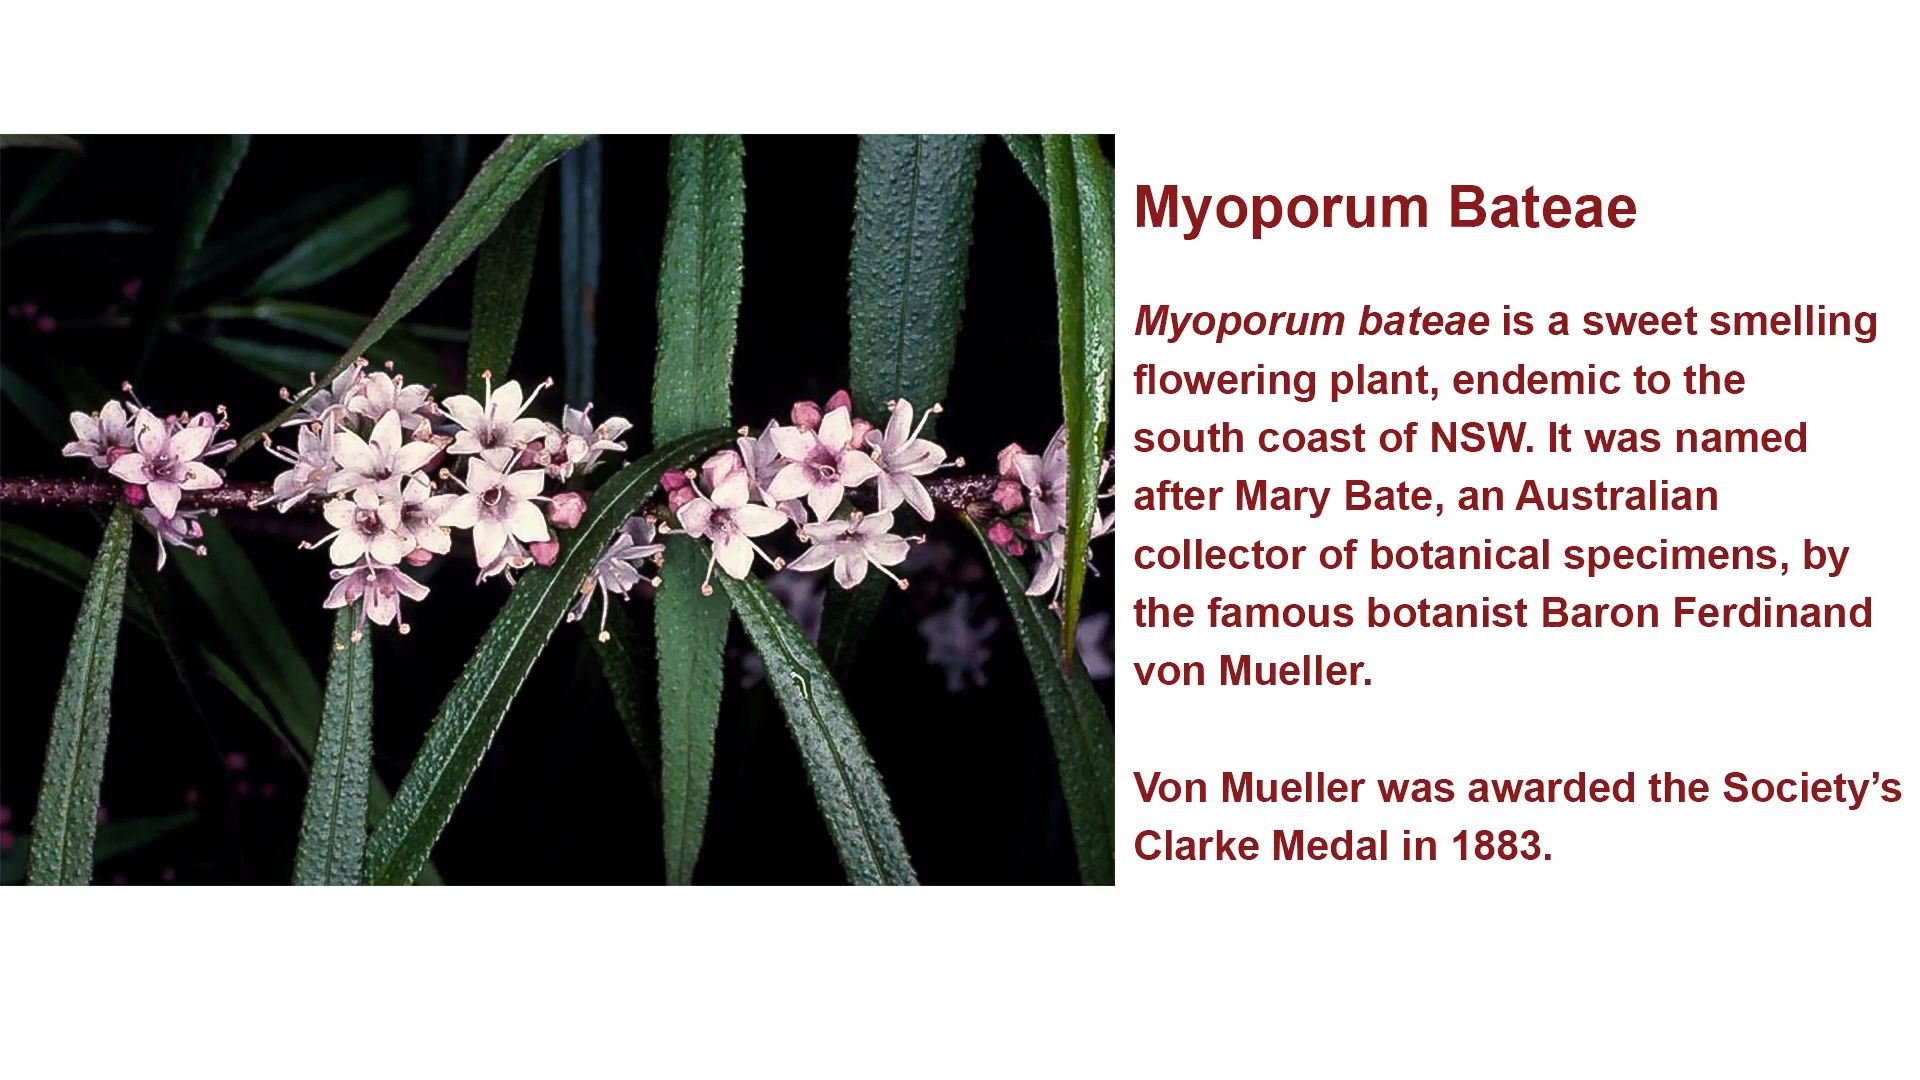 Myoporum Bateae
Myoporum bateae is a sweet smelling
flowering plant, endemic to the
south coast of NSW. It was named
after Mary Bate, an Australian
collector of botanical specimens, by
the famous botanist Baron Ferdinand
von Mueller.
Von Mueller was awarded the Society’s
Clarke Medal in 1883.